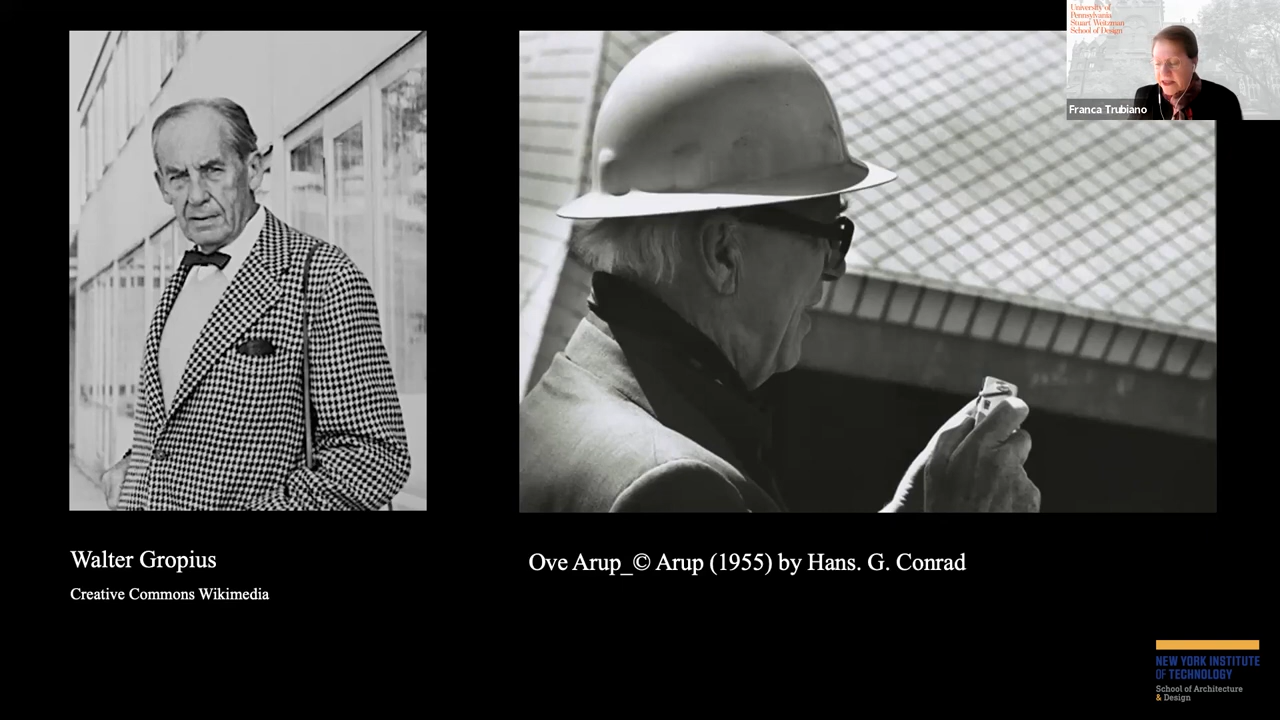 University of
Pennsylvania
Stuart Weitzman
School of Design
Franca Trubiano
Walter Gropius
Creative Commons Wikimedia
Ove Arup_© Arup (1955) by Hans. G. Conrad
NEW YORK INSTITUTE
OF TECHNOLOGY
School of Architecture
& Design